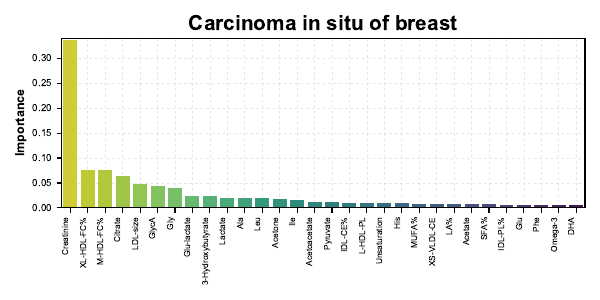 Carcinoma in situ of breast
Importance
0.30
0.25
0.20
0.15
0.10
0.05
0.00
Creatinine
XL-HDL-FC%
M-HDL-FC%
Citrate
LDL-size
GlycA
Gly
Glu-lactate
3-Hydroxybutyrate
Lactate
Ala
Leu
Acetone
Ile
Acetoacetate
Pyruvate
IDL-CE%
L-HDL-PL
Unsaturation
His
MUFA%
XS-VLDL-CE
LA%
Acetate
SFA%
IDL-PL%
Glu
Phe
Omega-3
DHA